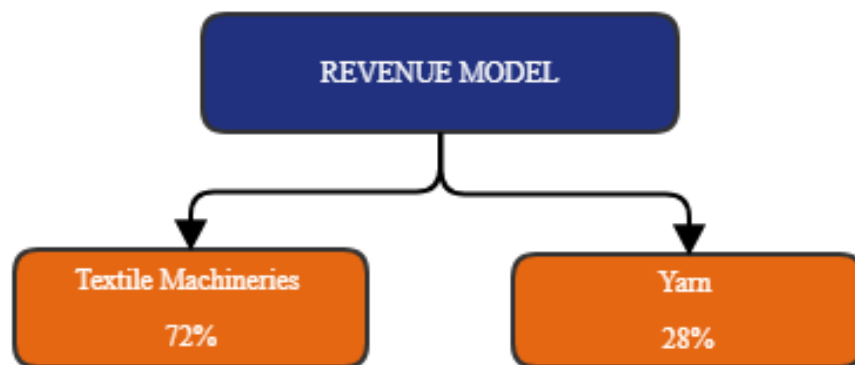 REVENUE MODEL
Textile Machineries
72%
Yarn
28%